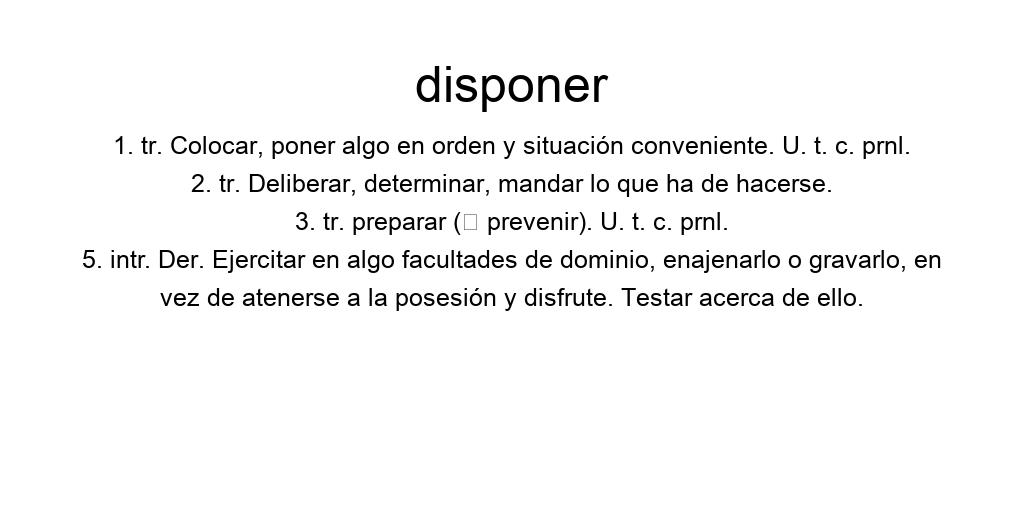 disponer
1. tr. Colocar, poner algo en orden y situación conveniente. U. t. c. prnl.
2. tr. Deliberar, determinar, mandar lo que ha de hacerse.
3. tr. preparar (□ prevenir). U. t. c. prnl.
5. intr. Der. Ejercitar en algo facultades de dominio, enajenarlo o gravarlo, en
vez de atenerse a la posesión y disfrute. Testar acerca de ello.